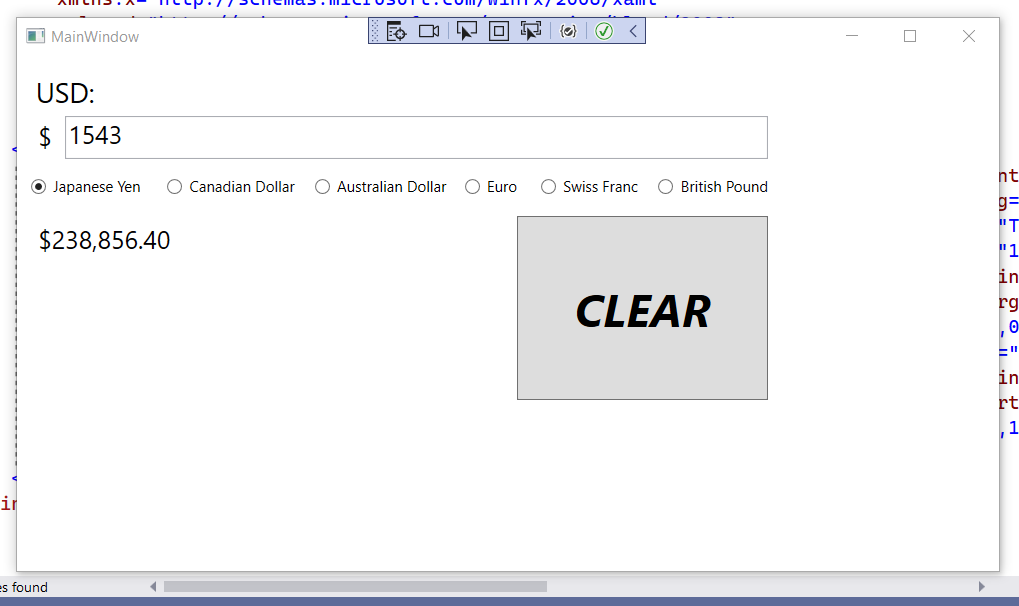 xmlns:x="http://schemas.microsoft.com/winfx/2006/xaml"
MainWindow
USD:
$ 1543
Japanese Yen Canadian Dollar Australian Dollar Euro Swiss Franc British Pound
$238,856.40
CLEAR
nt
g=
"T
"1
in
rg
,0
="
in
rt
,1
<
<
in
es found